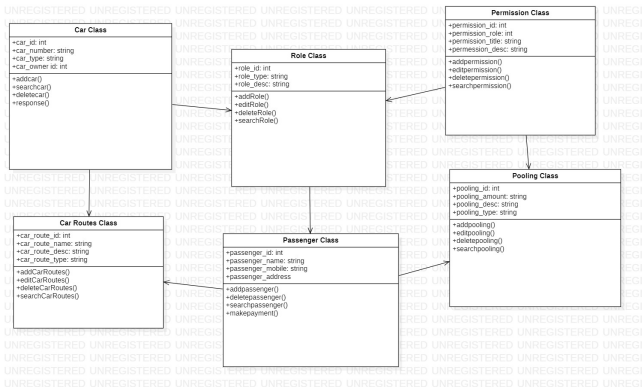 Car Class
+car_id: int
+car_number: string
+car_type: string
+car_owner id: int
+addcar()
+searchcar()
+deletecar()
+response()
Role Class
+role_id: int
+role_type: string
+role_desc: string
+addRole()
+editRole()
+deleteRole()
+searchRole()
Permission Class
+permission_id: int
+permission_role: int
+permission_title: string
+permission_desc: string
+addpermission()
+editpermission()
+deletepermission()
+searchpermission()
Car Routes Class
+car_route_id: int
+car_route_name: string
+car_route_desc: string
+car_route_type: string
+addCarRoutes()
+editCarRoutes()
+deleteCarRoutes()
+searchCarRoutes()
Passenger Class
+passenger_id: int
+passenger_name: string
+passenger_mobile: string
+passenger_address
+addpassenger()
+deletepassenger()
+searchpassenger()
+makepayment()
Pooling Class
+pooling_id: int
+pooling_amount: string
+pooling_desc: string
+pooling_type: string
+addpooling()
+editpooling()
+deletepooling()
+searchpooling()
UNREGISTERED